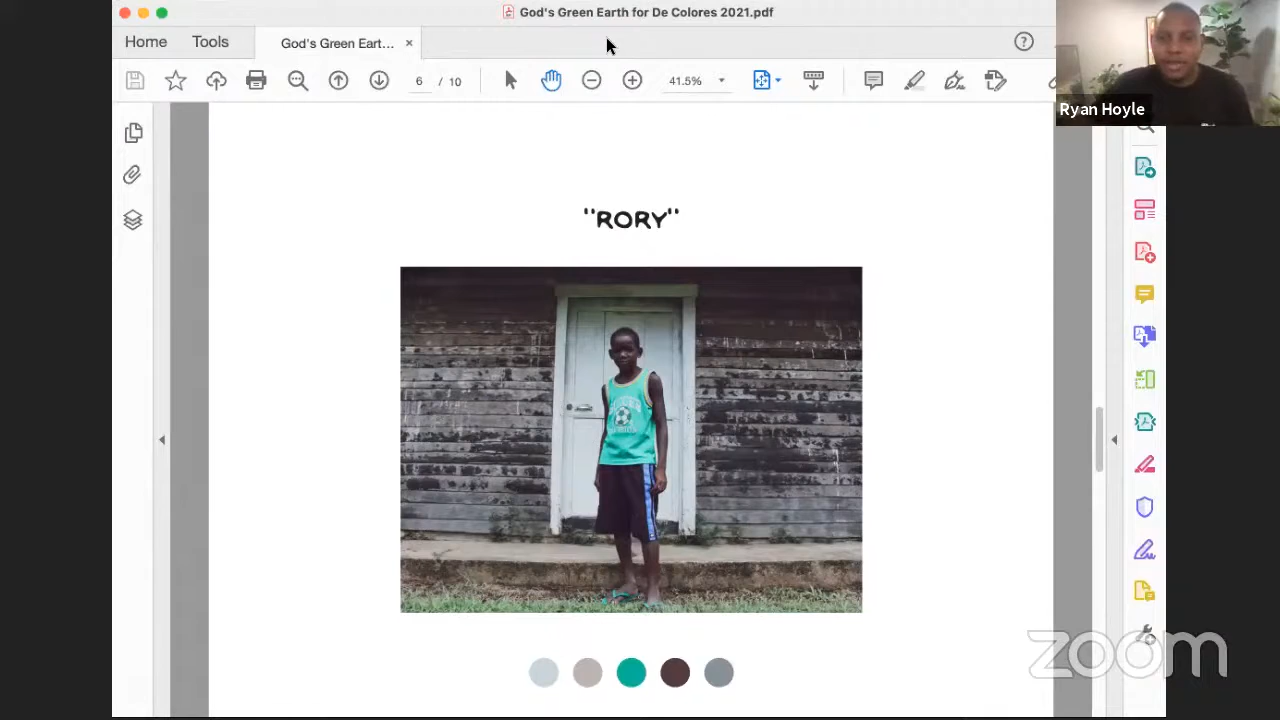 God's Green Earth for De Colores 2021.pdf
Home
Tools
God's Green Eart...
6 / 10
41.5%
Ryan Hoyle
"RORY"
zoom